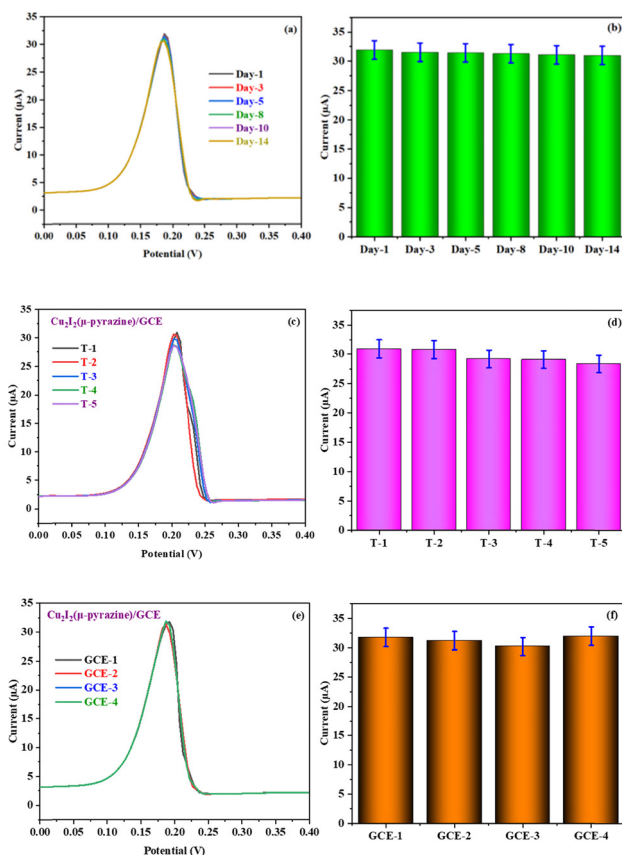 (a)
35
30
25
20
15
10
5
0
Current (µA)
Day-1
Day-3
Day-5
Day-8
Day-10
Day-14
0.00 0.05 0.10 0.15 0.20 0.25 0.30 0.35 0.40
Potential (V)
(b)
35
30
25
20
15
10
5
0
Current (µA)
Day-1 Day-3 Day-5 Day-8 Day-10 Day-14
Cu₂I₂(µ-pyrazine)/GCE (c)
35
30
25
20
15
10
5
0
Current (µA)
T-1
T-2
T-3
T-4
T-5
0.00 0.05 0.10 0.15 0.20 0.25 0.30 0.35 0.40
Potential (V)
(d)
35
30
25
20
15
10
5
0
Current (µA)
T-1 T-2 T-3 T-4 T-5
Cu₂I₂(µ-pyrazine)/GCE (e)
35
30
25
20
15
10
5
0
Current (µA)
GCE-1
GCE-2
GCE-3
GCE-4
0.00 0.05 0.10 0.15 0.20 0.25 0.30 0.35 0.40
Potential (V)
(f)
35
30
25
20
15
10
5
0
Current (µA)
GCE-1 GCE-2 GCE-3 GCE-4